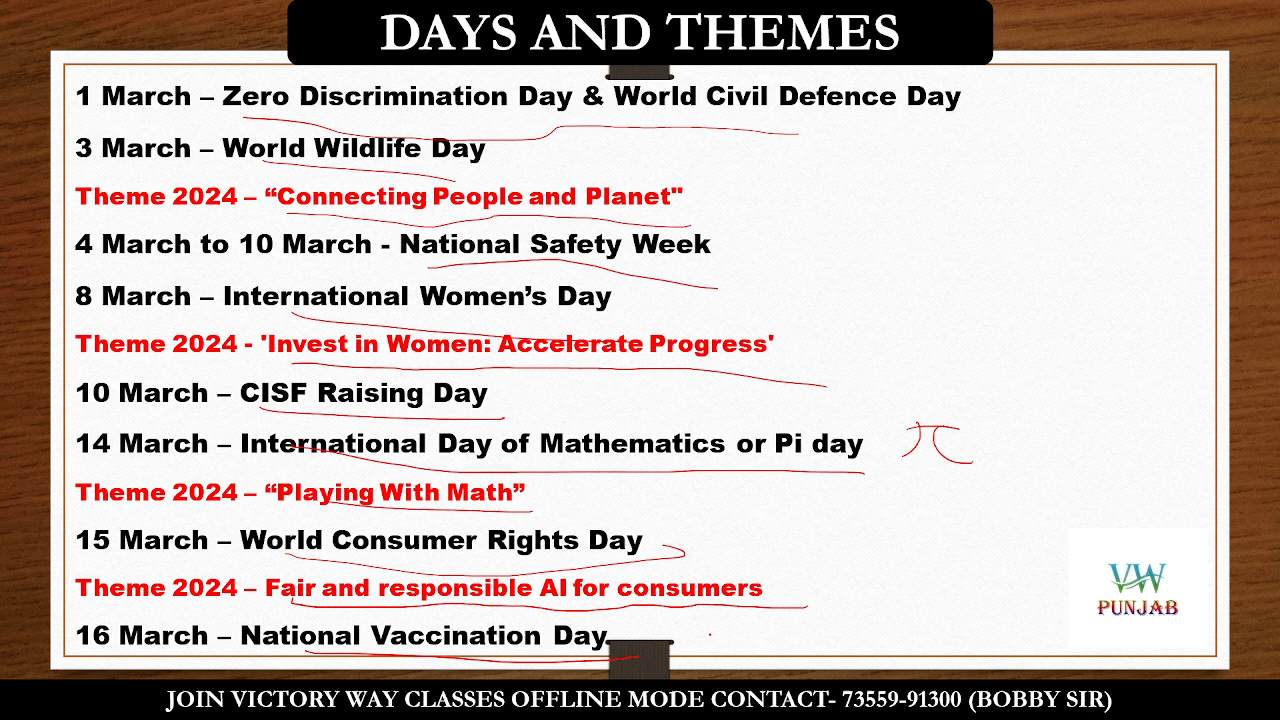 DAYS AND THEMES
1 March – Zero Discrimination Day & World Civil Defence Day
3 March – World Wildlife Day
Theme 2024 – “Connecting People and Planet"
4 March to 10 March - National Safety Week
8 March – International Women’s Day
Theme 2024 - 'Invest in Women: Accelerate Progress'
10 March – CISF Raising Day
14 March – International Day of Mathematics or Pi day π
Theme 2024 – “Playing With Math”
15 March – World Consumer Rights Day
Theme 2024 – Fair and responsible AI for consumers
16 March – National Vaccination Day
VW
PUNJAB
JOIN VICTORY WAY CLASSES OFFLINE MODE CONTACT- 73559-91300 (BOBBY SIR)